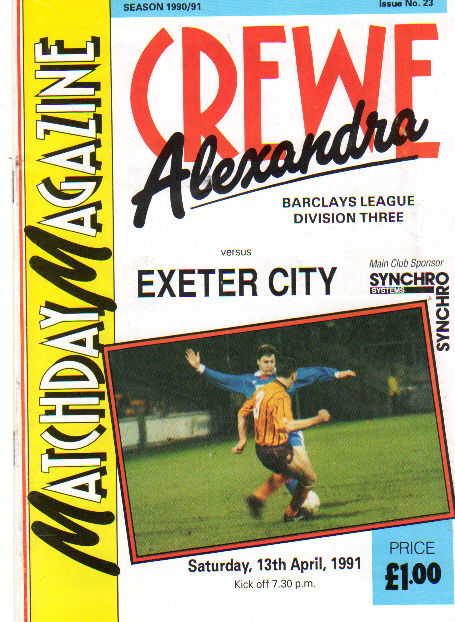 SEASON 1990/91
Issue No. 23
CREWE
Alexandra
BARCLAYS LEAGUE
DIVISION THREE
versus
EXETER CITY
Main Club Sponsor
SYNCHRO
SYSTEMS
SYNCHRO
MATCHDAY MAGAZINE
Saturday, 13th April, 1991
Kick off 7.30 p.m.
PRICE
£1.00